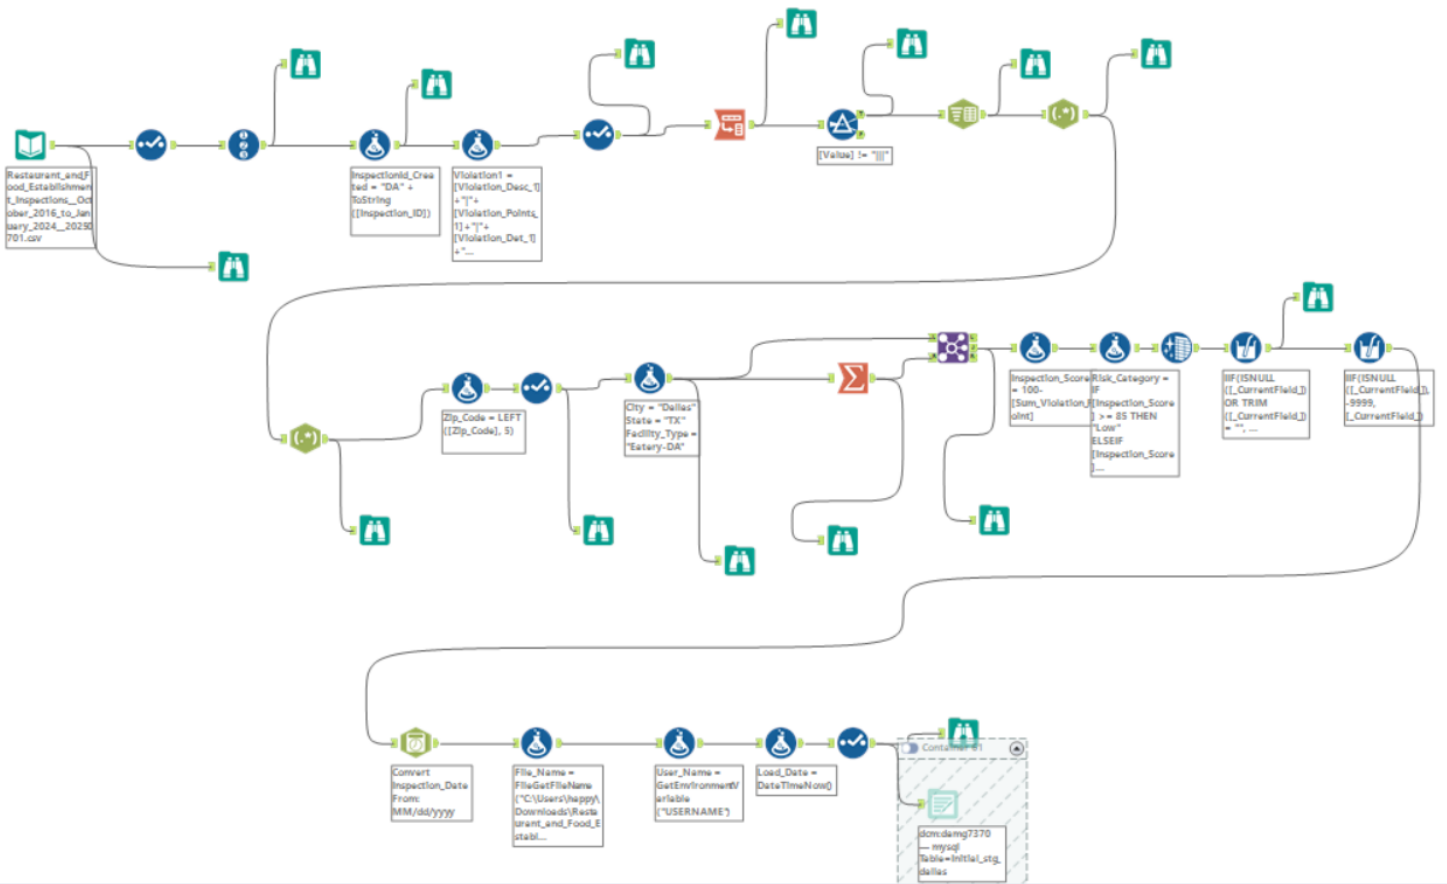 Restaurant_and_F
ood_Establishmen
t_Inspections__Oct
ober_2016_to_Jan
uary_2024__20250
701.csv
InspectionId_Crea
ted = "DA" +
ToString
([Inspection_ID])
Violation1 =
[Violation_Desc_1]
+"|"+
[Violation_Points_
1]+"|"+
[Violation_Det_1]
+"...
[Value] != "|||"
Zip_Code = LEFT
([Zip_Code], 5)
City = "Dallas"
State = "TX"
Facility_Type =
"Eatery-DA"
Inspection_Score
= 100-
[Sum_Violation_P
oint]
Risk_Category =
IF
[Inspection_Score
] >= 85 THEN
"Low"
ELSEIF
[Inspection_Score
]...
IIF(ISNULL
([_CurrentField_])
OR TRIM
([_CurrentField_])
= "", ...
IIF(ISNULL
([_CurrentField_]),
-9999,
[_CurrentField_])
Convert
Inspection_Date
From:
MM/dd/yyyy
File_Name =
FileGetFileName
("C:\Users\happy\
Downloads\Resta
urant_and_Food_E
stabl...
User_Name =
GetEnvironmentV
ariable
("USERNAME")
Load_Date =
DateTimeNow()
Container 61
dcm:damg7370
— mysql
Table=initial_stg_
dallas